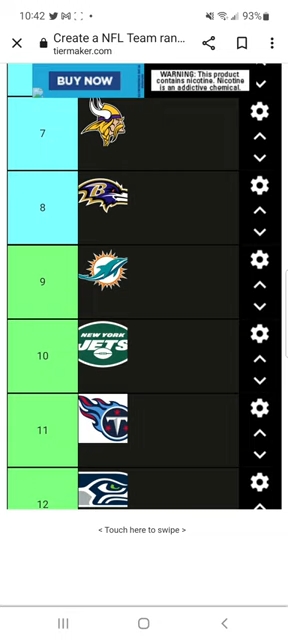 10:42
93%
Create a NFL Team ran...
tiermaker.com
BUY NOW
WARNING: This product
contains nicotine. Nicotine
is an addictive chemical.
7
8
B
9
10
NEW YORK
JETS
11
T
12
< Touch here to swipe >